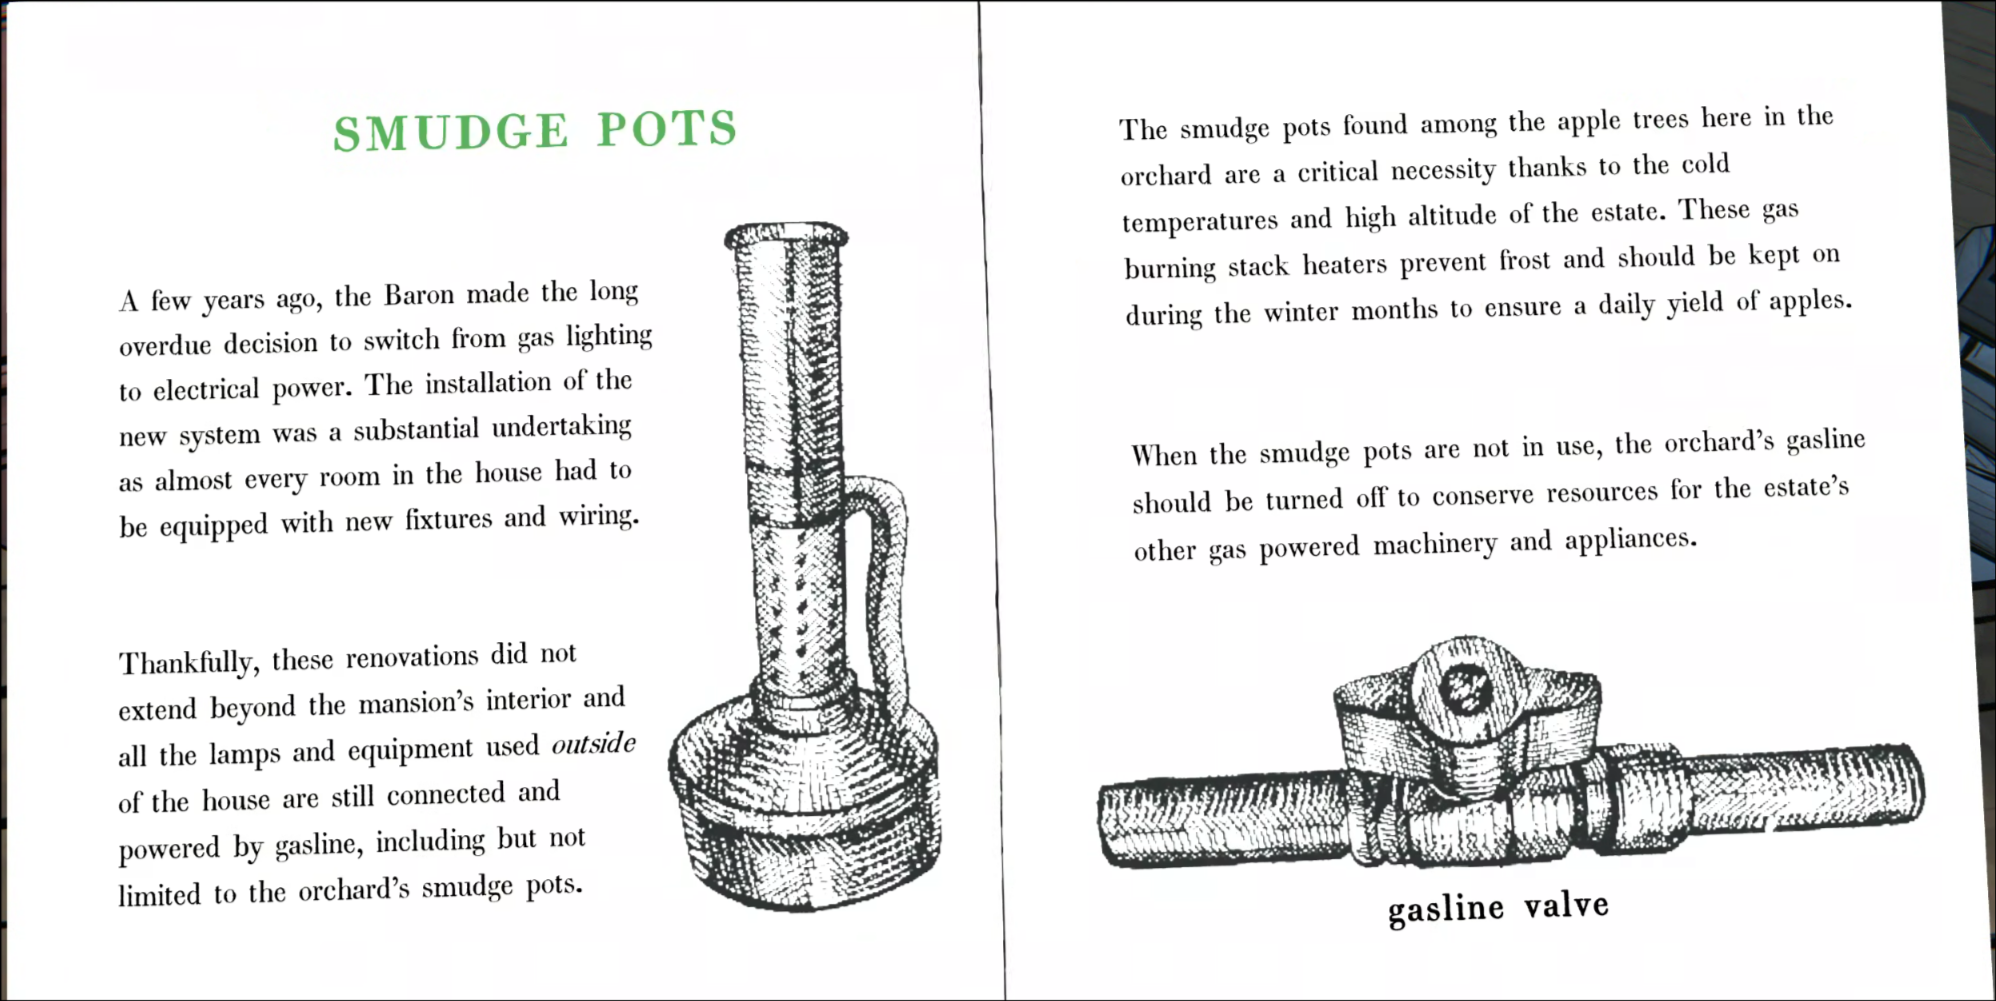 SMUDGE POTS
A few years ago, the Baron made the long
overdue decision to switch from gas lighting
to electrical power. The installation of the
new system was a substantial undertaking
as almost every room in the house had to
be equipped with new fixtures and wiring.
Thankfully, these renovations did not
extend beyond the mansion's interior and
all the lamps and equipment used outside
of the house are still connected and
powered by gasline, including but not
limited to the orchard's smudge pots.
The smudge pots found among the apple trees here in the
orchard are a critical necessity thanks to the cold
temperatures and high altitude of the estate. These gas
burning stack heaters prevent frost and should be kept on
during the winter months to ensure a daily yield of apples.
When the smudge pots are not in use, the orchard's gasline
should be turned off to conserve resources for the estate's
other gas powered machinery and appliances.
gasline valve